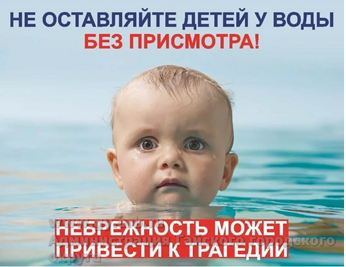 НЕ ОСТАВЛЯЙТЕ ДЕТЕЙ У ВОДЫ
БЕЗ ПРИСМОТРА!
НЕБРЕЖНОСТЬ МОЖЕТ
ПРИВЕСТИ К ТРАГЕДИИ